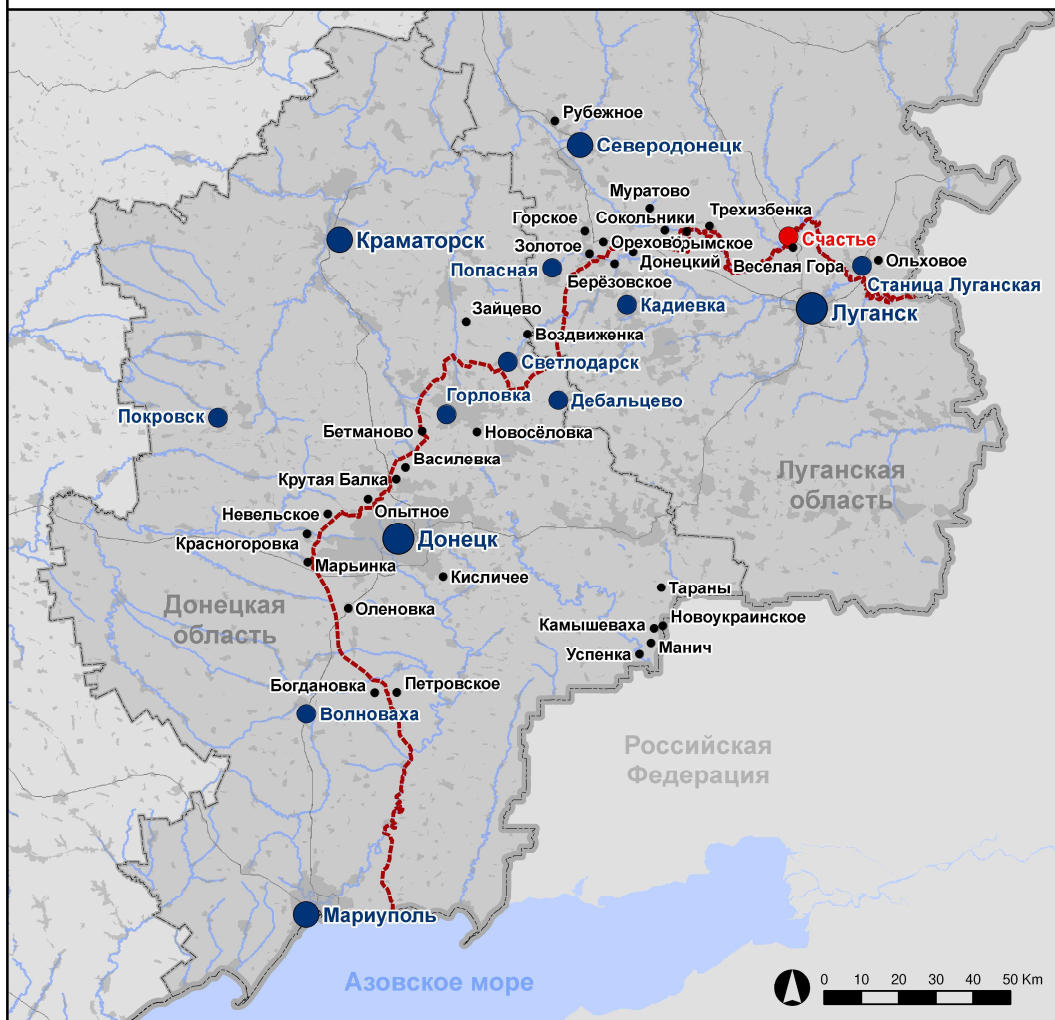 Рубежное
Северодонецк
Муратово
Горское
Сокольники
Трехизбенка
Краматорск
Золотое
Орехово
рымское
Счастье
Попасная
Донецкий
Веселая Гора
Ольховое
Берёзовское
Станица Луганская
Кадиевка
Зайцево
Луганск
Воздвиженка
Светлодарск
Горловка
Дебальцево
Покровск
Бетманово
Новосёловка
Василевка
Луганская
область
Крутая Балка
Невельское
Опытное
Красногоровка
Донецк
Марьинка
Кисличее
Тараны
Донецкая
область
Оленовка
Новоукраинское
Камышеваха
Манич
Успенка
Богдановка
Петровское
Волноваха
Российская
Федерация
Мариуполь
Азовское море
0 10 20 30 40 50 Km